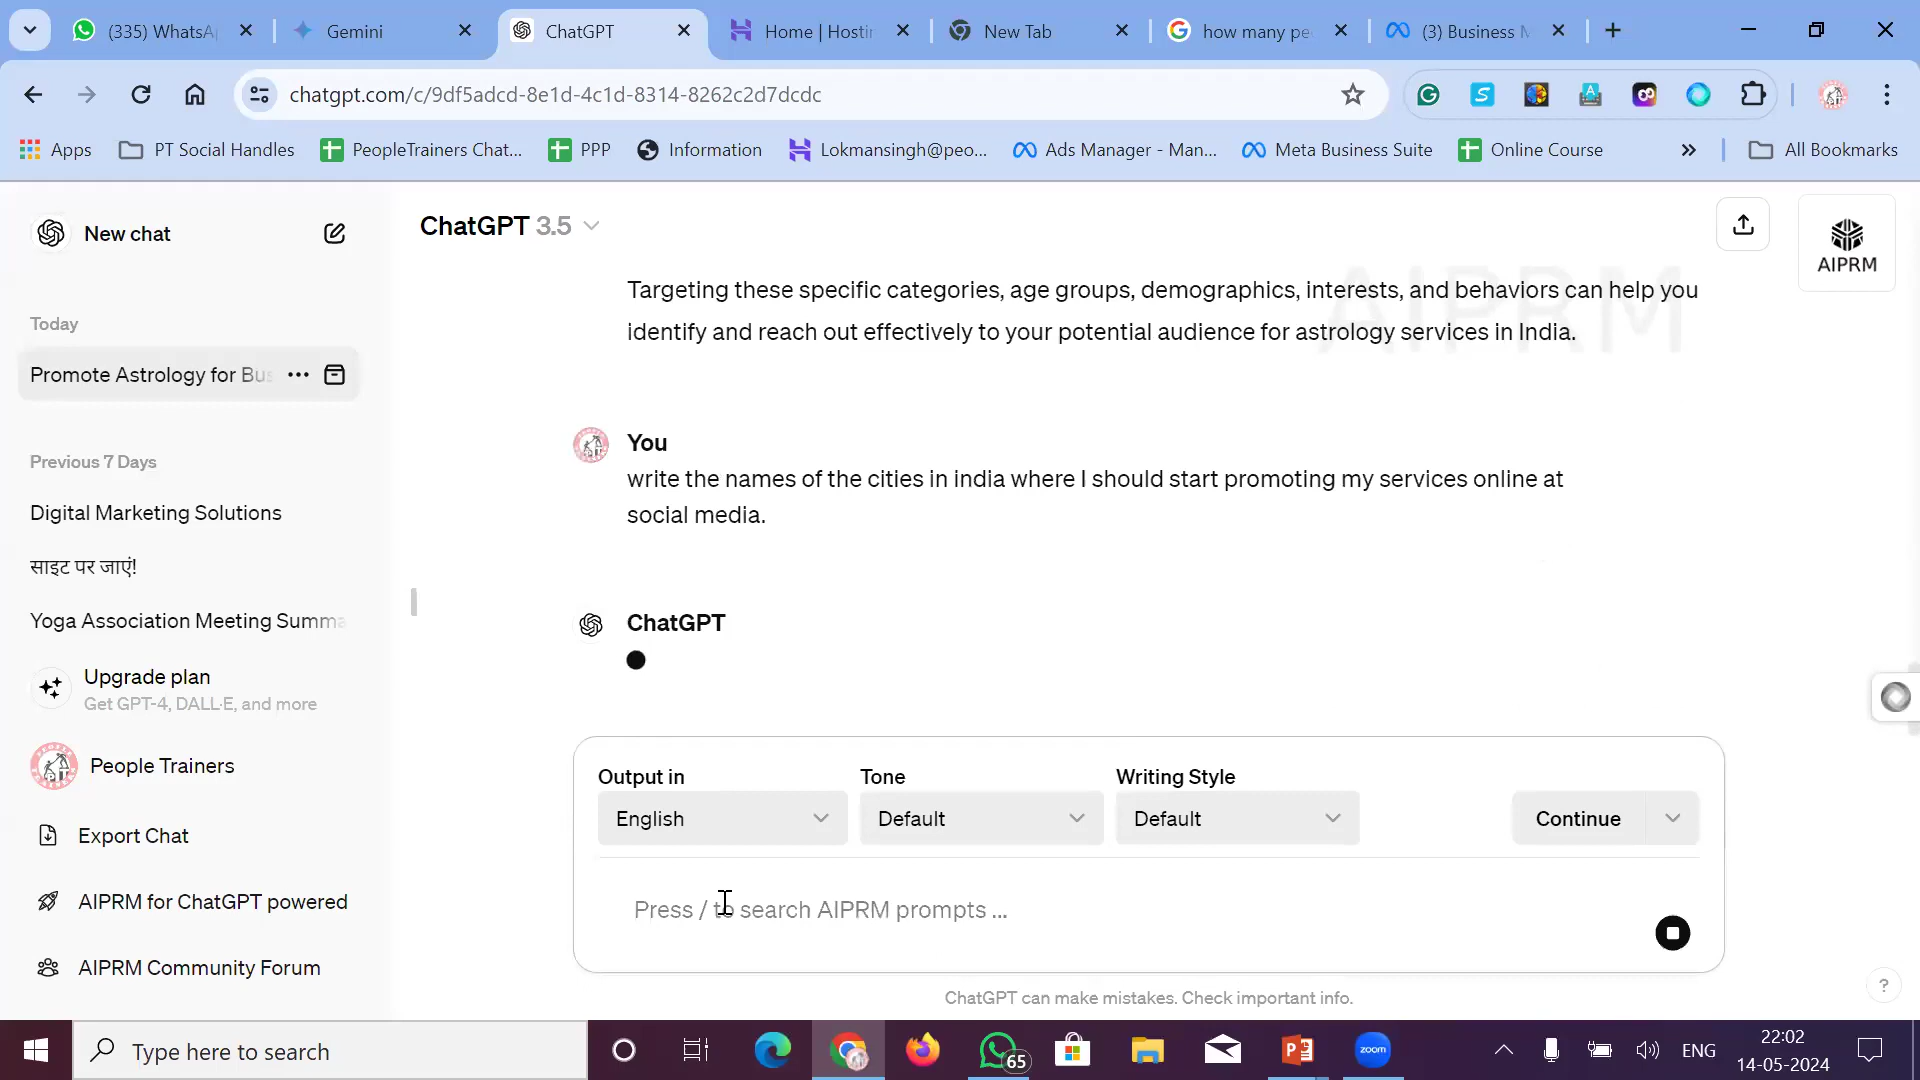 (335) WhatsA
Gemini
ChatGPT
Home | Hostin
New Tab
how many pe
(3) Business M
chatgpt.com/c/9df5adcd-8e1d-4c1d-8314-8262c2d7dcdc
Apps
PT Social Handles
PeopleTrainers Chat...
PPP
Information
Lokmansingh@peo...
Ads Manager - Man...
Meta Business Suite
Online Course
All Bookmarks
New chat
ChatGPT 3.5
AIPRM
Today
Promote Astrology for Bus
Previous 7 Days
Digital Marketing Solutions
साइट पर जाएं!
Yoga Association Meeting Summa
Upgrade plan
Get GPT-4, DALL·E, and more
People Trainers
Export Chat
AIPRM for ChatGPT powered
AIPRM Community Forum
AIPRM
Targeting these specific categories, age groups, demographics, interests, and behaviors can help you
identify and reach out effectively to your potential audience for astrology services in India.
You
write the names of the cities in india where I should start promoting my services online at
social media.
ChatGPT
Output in
Tone
Writing Style
English
Default
Default
Continue
Press / to search AIPRM prompts ...
ChatGPT can make mistakes. Check important info.
?
Type here to search
65
zoom
ENG
22:02
14-05-2024